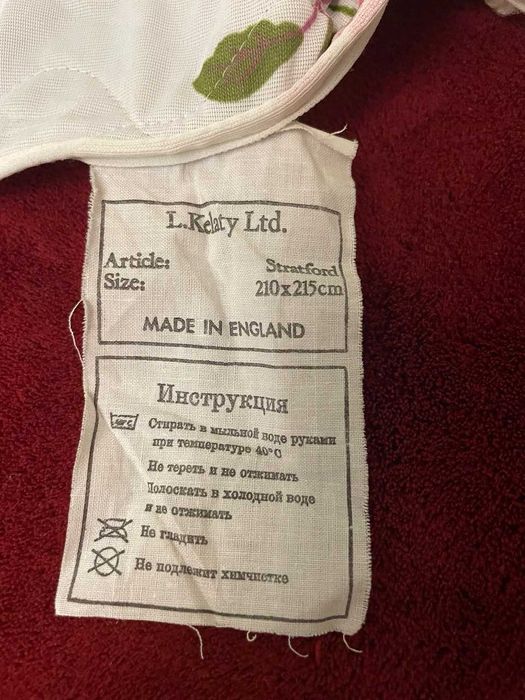 L.Kelaty Ltd.
Article: Stratford
Size: 210x215cm
MADE IN ENGLAND
Инструкция
40°C Стирать в мыльной воде руками
при температуре 40°C
Не тереть и не отжимать
Полоскать в холодной воде
и не отжимать
Не гладить
Не подлежит химчистке